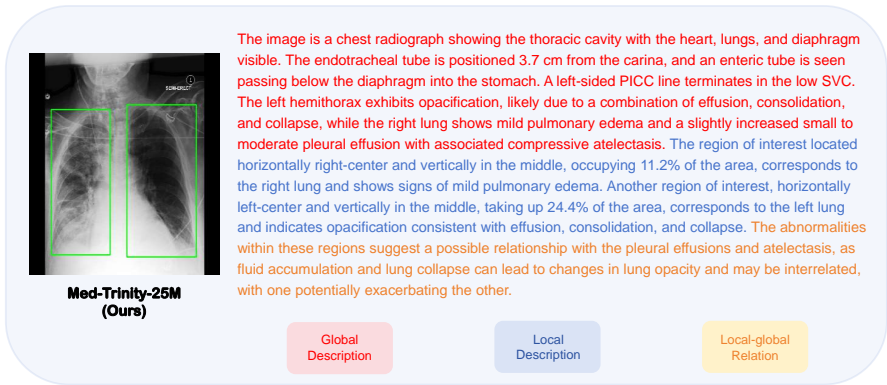 The image is a chest radiograph showing the thoracic cavity with the heart, lungs, and diaphragm
visible. The endotracheal tube is positioned 3.7 cm from the carina, and an enteric tube is seen
passing below the diaphragm into the stomach. A left-sided PICC line terminates in the low SVC.
The left hemithorax exhibits opacification, likely due to a combination of effusion, consolidation,
and collapse, while the right lung shows mild pulmonary edema and a slightly increased small to
moderate pleural effusion with associated compressive atelectasis. The region of interest located
horizontally right-center and vertically in the middle, occupying 11.2% of the area, corresponds to
the right lung and shows signs of mild pulmonary edema. Another region of interest, horizontally
left-center and vertically in the middle, taking up 24.4% of the area, corresponds to the left lung
and indicates opacification consistent with effusion, consolidation, and collapse. The abnormalities
within these regions suggest a possible relationship with the pleural effusions and atelectasis, as
fluid accumulation and lung collapse can lead to changes in lung opacity and may be interrelated,
with one potentially exacerbating the other.
Med-Trinity-25M
(Ours)
Global
Description
Local
Description
Local-global
Relation